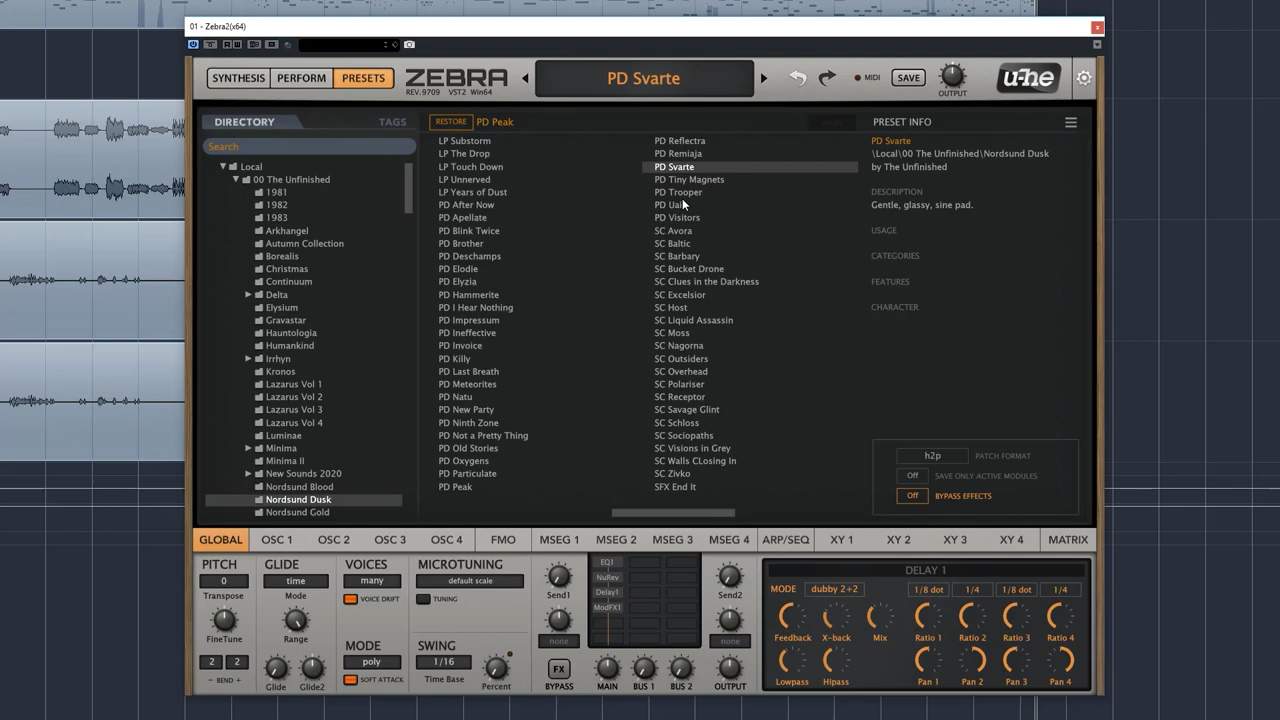 01 - Zebra2(x64)
SYNTHESIS
PERFORM
PRESETS
ZEBRA
REV.9709 VST2 Win64
PD Svarte
MIDI
SAVE
OUTPUT
u-he
DIRECTORY
TAGS
RESTORE
PD Peak
PRESET INFO
Search
Local
00 The Unfinished
1981
1982
1983
Arkhangel
Autumn Collection
Borealis
Christmas
Continuum
Delta
Elysium
Gravastar
Hauntologia
Humankind
Irrhyn
Kronos
Lazarus Vol 1
Lazarus Vol 2
Lazarus Vol 3
Lazarus Vol 4
Luminae
Minima
Minima II
New Sounds 2020
Nordsund Blood
Nordsund Dusk
Nordsund Gold
LP Substorm
LP The Drop
LP Touch Down
LP Unnerved
LP Years of Dust
PD After Now
PD Apellate
PD Blink Twice
PD Brother
PD Deschamps
PD Elodie
PD Elyzia
PD Hammerite
PD I Hear Nothing
PD Impressum
PD Ineffective
PD Invoice
PD Killy
PD Last Breath
PD Meteorites
PD Natu
PD New Party
PD Ninth Zone
PD Not a Pretty Thing
PD Old Stories
PD Oxygens
PD Particulate
PD Peak
PD Reflectra
PD Remiaja
PD Svarte
PD Tiny Magnets
PD Trooper
PD
PD Visitors
SC Avora
SC Baltic
SC Barbary
SC Bucket Drone
SC Clues in the Darkness
SC Excelsior
SC Host
SC Liquid Assassin
SC Moss
SC Nagorna
SC Outsiders
SC Overhead
SC Polariser
SC Receptor
SC Savage Glint
SC Schloss
SC Sociopaths
SC Visions in Grey
SC Walls CLosing In
SC Zivko
SFX End It
PD Svarte
\Local\00 The Unfinished\Nordsund Dusk
by The Unfinished
DESCRIPTION
Gentle, glassy, sine pad.
USAGE
CATEGORIES
FEATURES
CHARACTER
h2p PATCH FORMAT
Off SAVE ONLY ACTIVE MODULES
Off BYPASS EFFECTS
GLOBAL
OSC 1
OSC 2
OSC 3
OSC 4
FMO
MSEG 1
MSEG 2
MSEG 3
MSEG 4
ARP/SEQ
XY 1
XY 2
XY 3
XY 4
MATRIX
PITCH
0
Transpose
FineTune
2 2
- BEND +
GLIDE
time
Mode
Range
Glide Glide2
VOICES
many
VOICE DRIFT
MODE
poly
SOFT ATTACK
MICROTUNING
default scale
TUNING
SWING
1/16
Time Base
Percent
Send1
none
FX
BYPASS
EQ1
NuRev
Delay1
ModFX1
MAIN
BUS 1
BUS 2
Send2
none
OUTPUT
DELAY 1
MODE dubby 2+2
1/8 dot
1/4
1/8 dot
1/4
Feedback X-back Mix Ratio 1 Ratio 2 Ratio 3 Ratio 4
Lowpass Hipass Pan 1 Pan 2 Pan 3 Pan 4